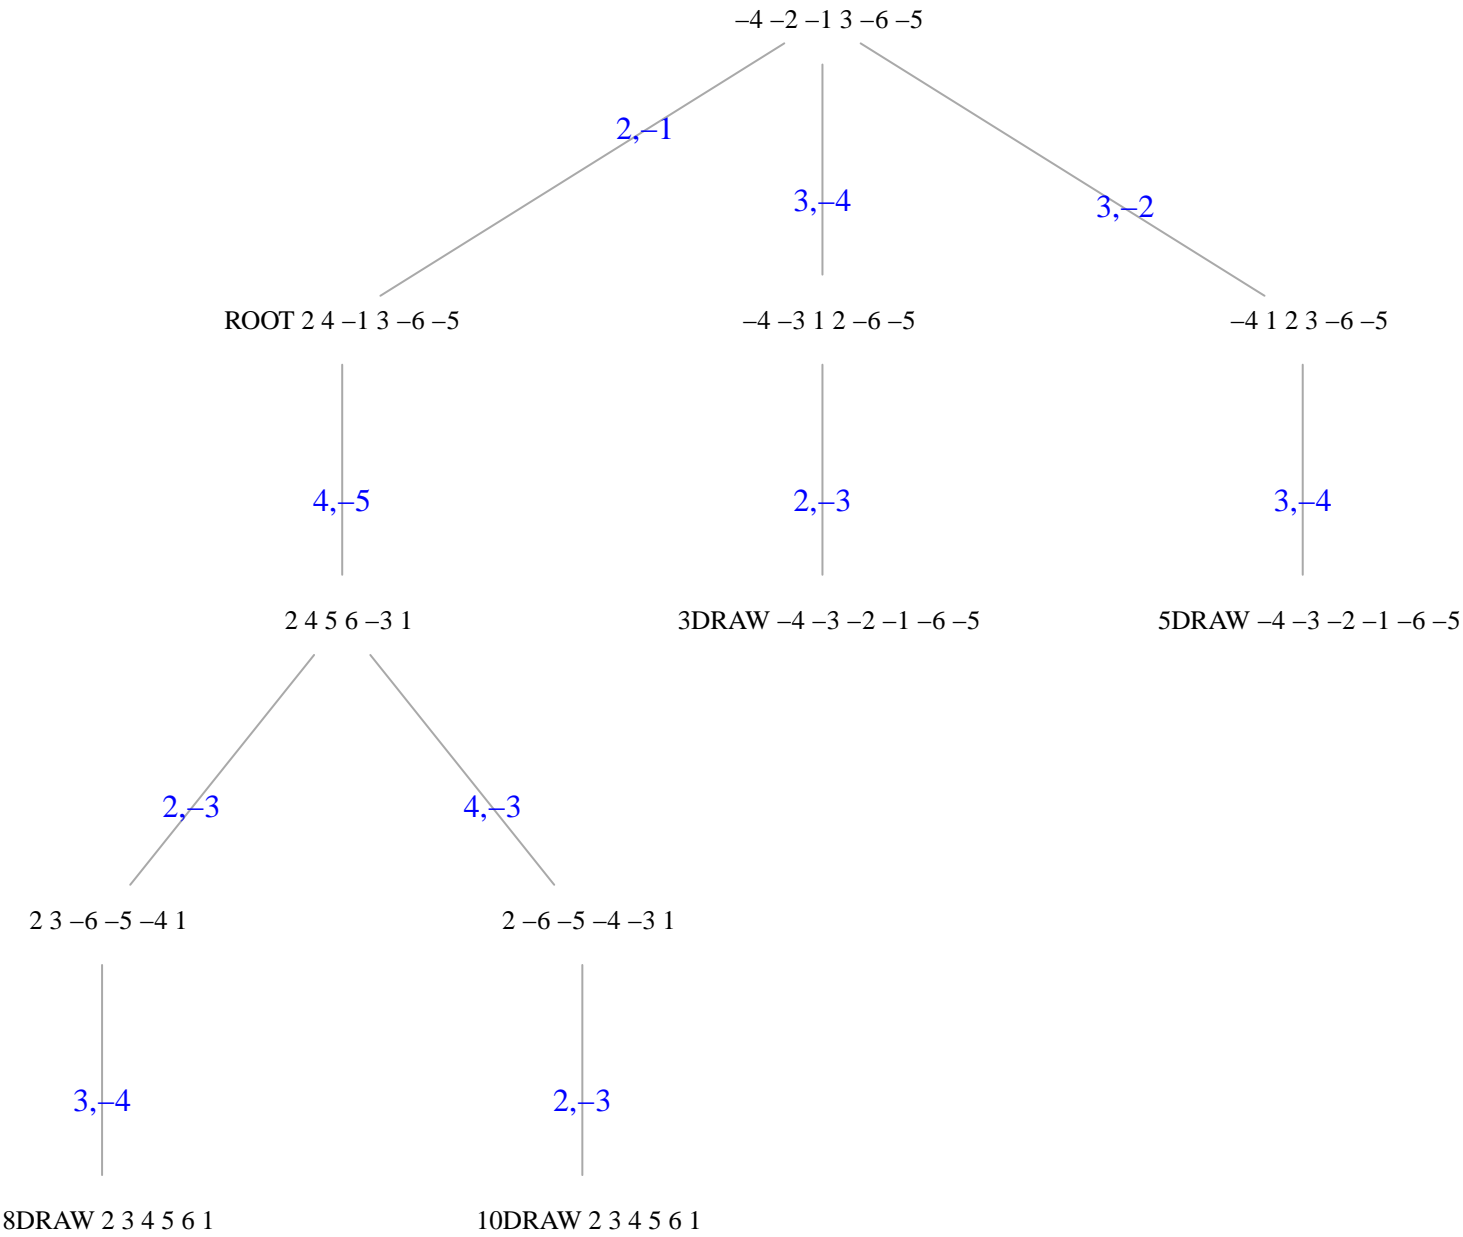 –4 –2 –1 3 –6 –5
2,–1
3,–4
3,–2
ROOT 2 4 –1 3 –6 –5
–4 –3 1 2 –6 –5
–4 1 2 3 –6 –5
4,–5
2,–3
3,–4
2 4 5 6 –3 1
3DRAW –4 –3 –2 –1 –6 –5
5DRAW –4 –3 –2 –1 –6 –5
2,–3
4,–3
2 3 –6 –5 –4 1
2 –6 –5 –4 –3 1
3,–4
2,–3
8DRAW 2 3 4 5 6 1
10DRAW 2 3 4 5 6 1